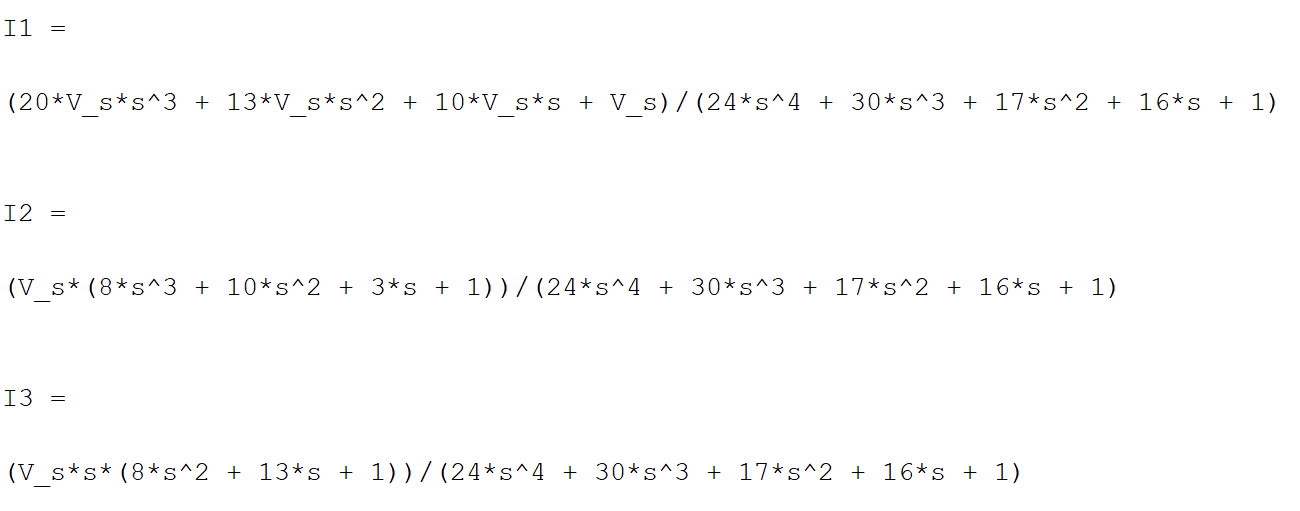 I1 =
(20*V_s*s^3 + 13*V_s*s^2 + 10*V_s*s + V_s)/(24*s^4 + 30*s^3 + 17*s^2 + 16*s + 1)
I2 =
(V_s*(8*s^3 + 10*s^2 + 3*s + 1))/(24*s^4 + 30*s^3 + 17*s^2 + 16*s + 1)
I3 =
(V_s*s*(8*s^2 + 13*s + 1))/(24*s^4 + 30*s^3 + 17*s^2 + 16*s + 1)